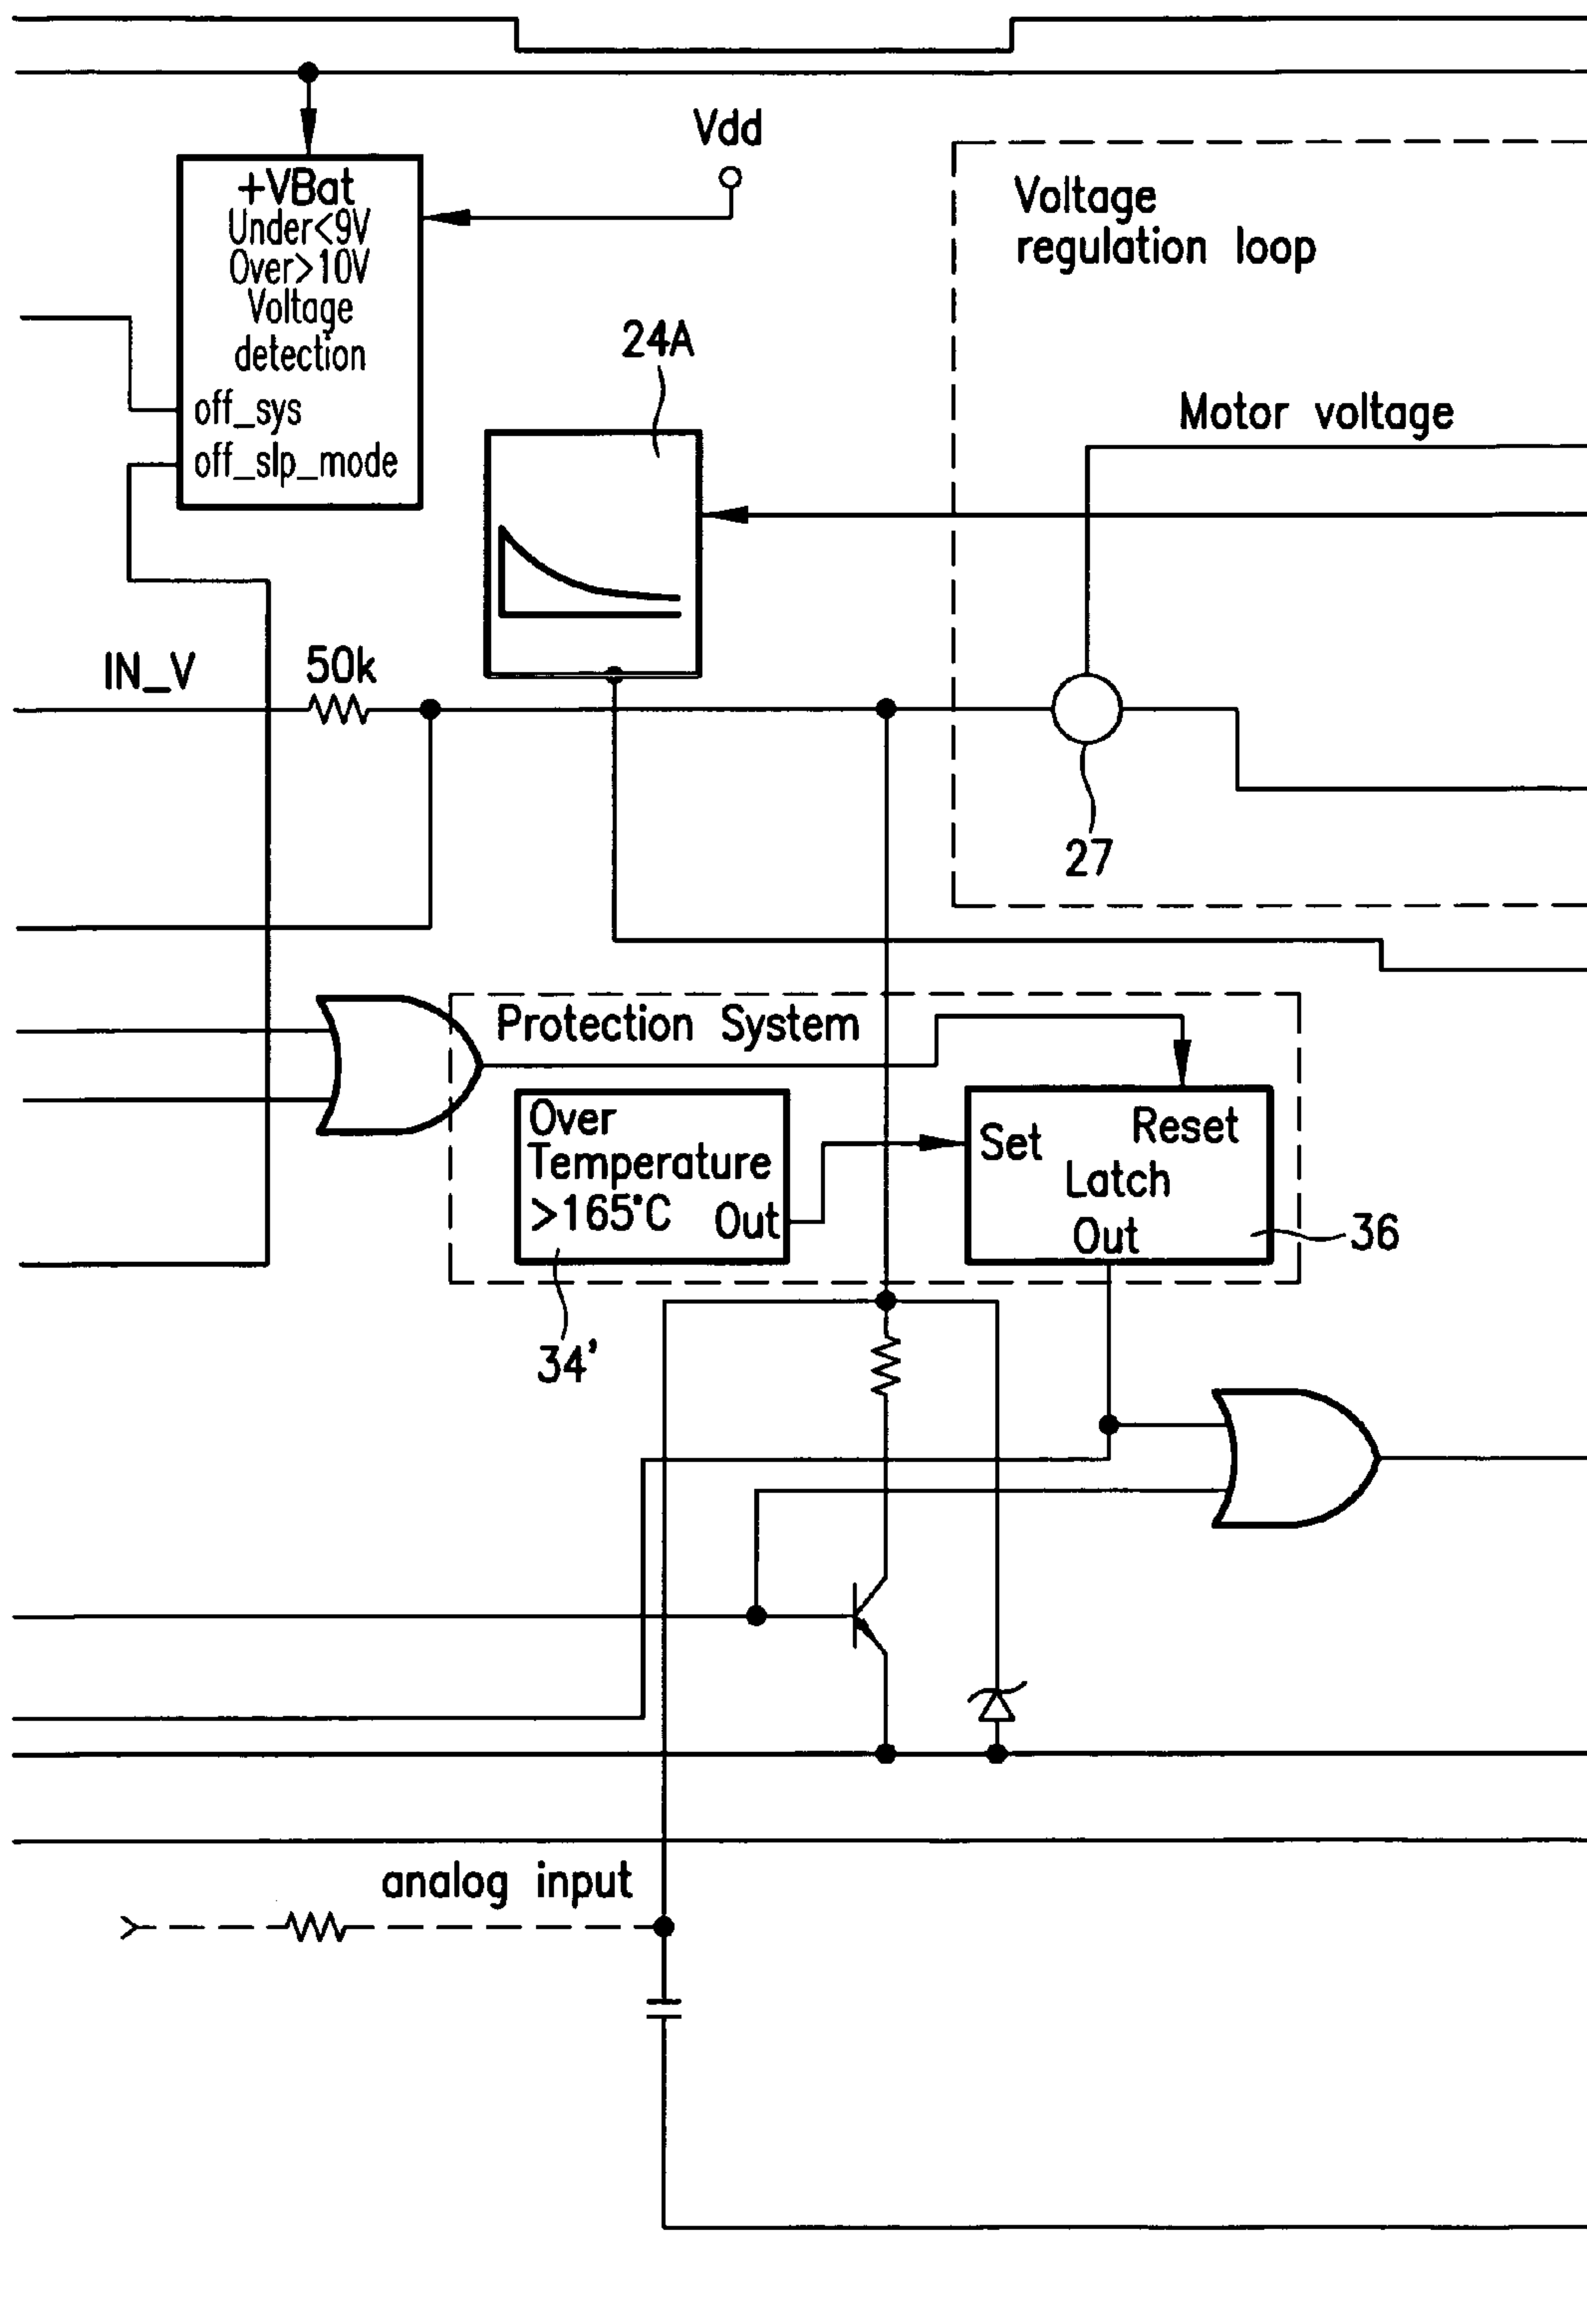 Vdd
+VBat
Under<9V
Over>10V
Voltage
detection
off_sys
off_slp_mode
Voltage
regulation loop
24A
Motor voltage
IN_V
50k
27
Protection System
Over
Temperature
>165°C
Out
Set
Reset
Latch
Out
36
34'
analog input